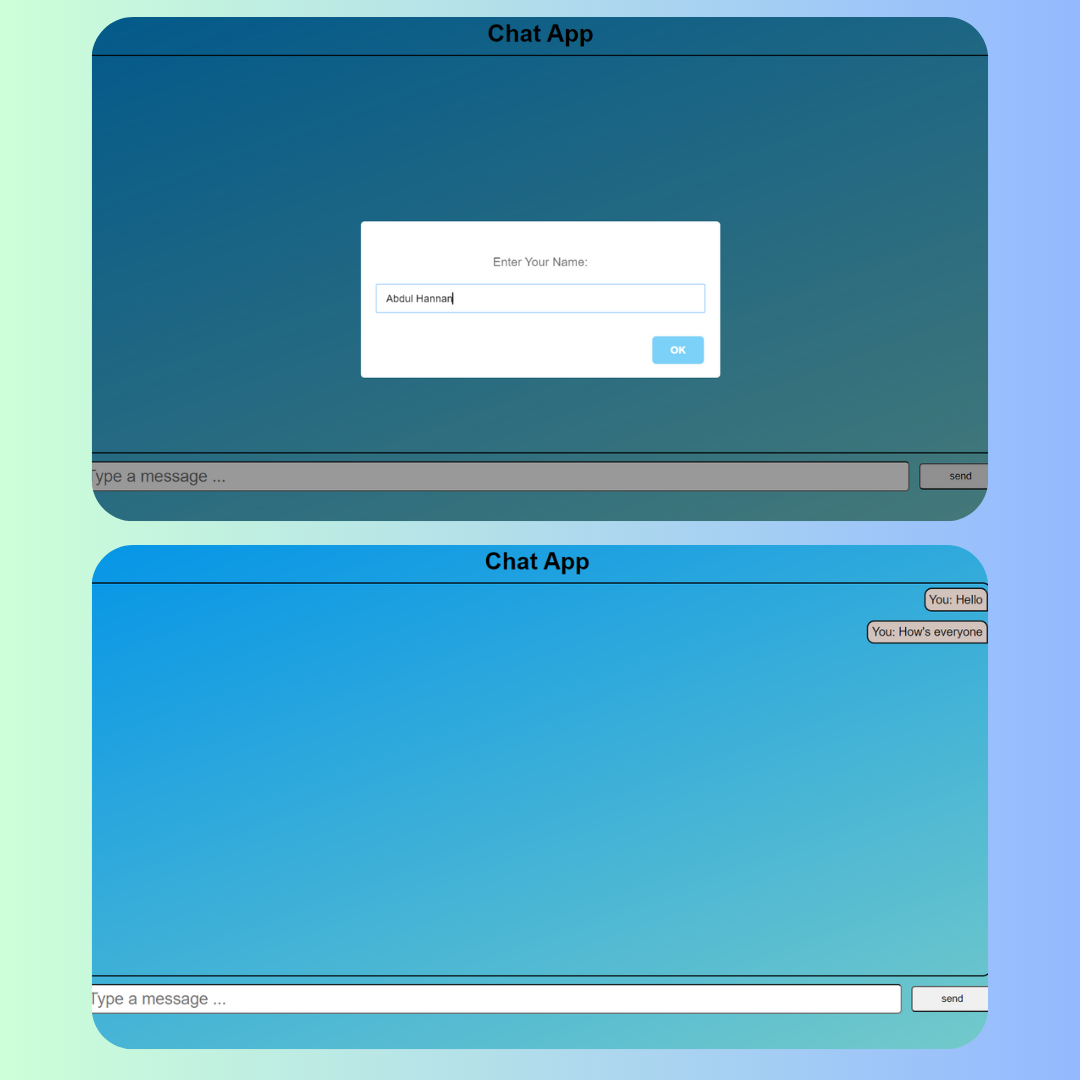 Chat App
Enter Your Name:
Abdul Hannan
OK
Type a message ...
send
Chat App
You: Hello
You: How's everyone
Type a message ...
send